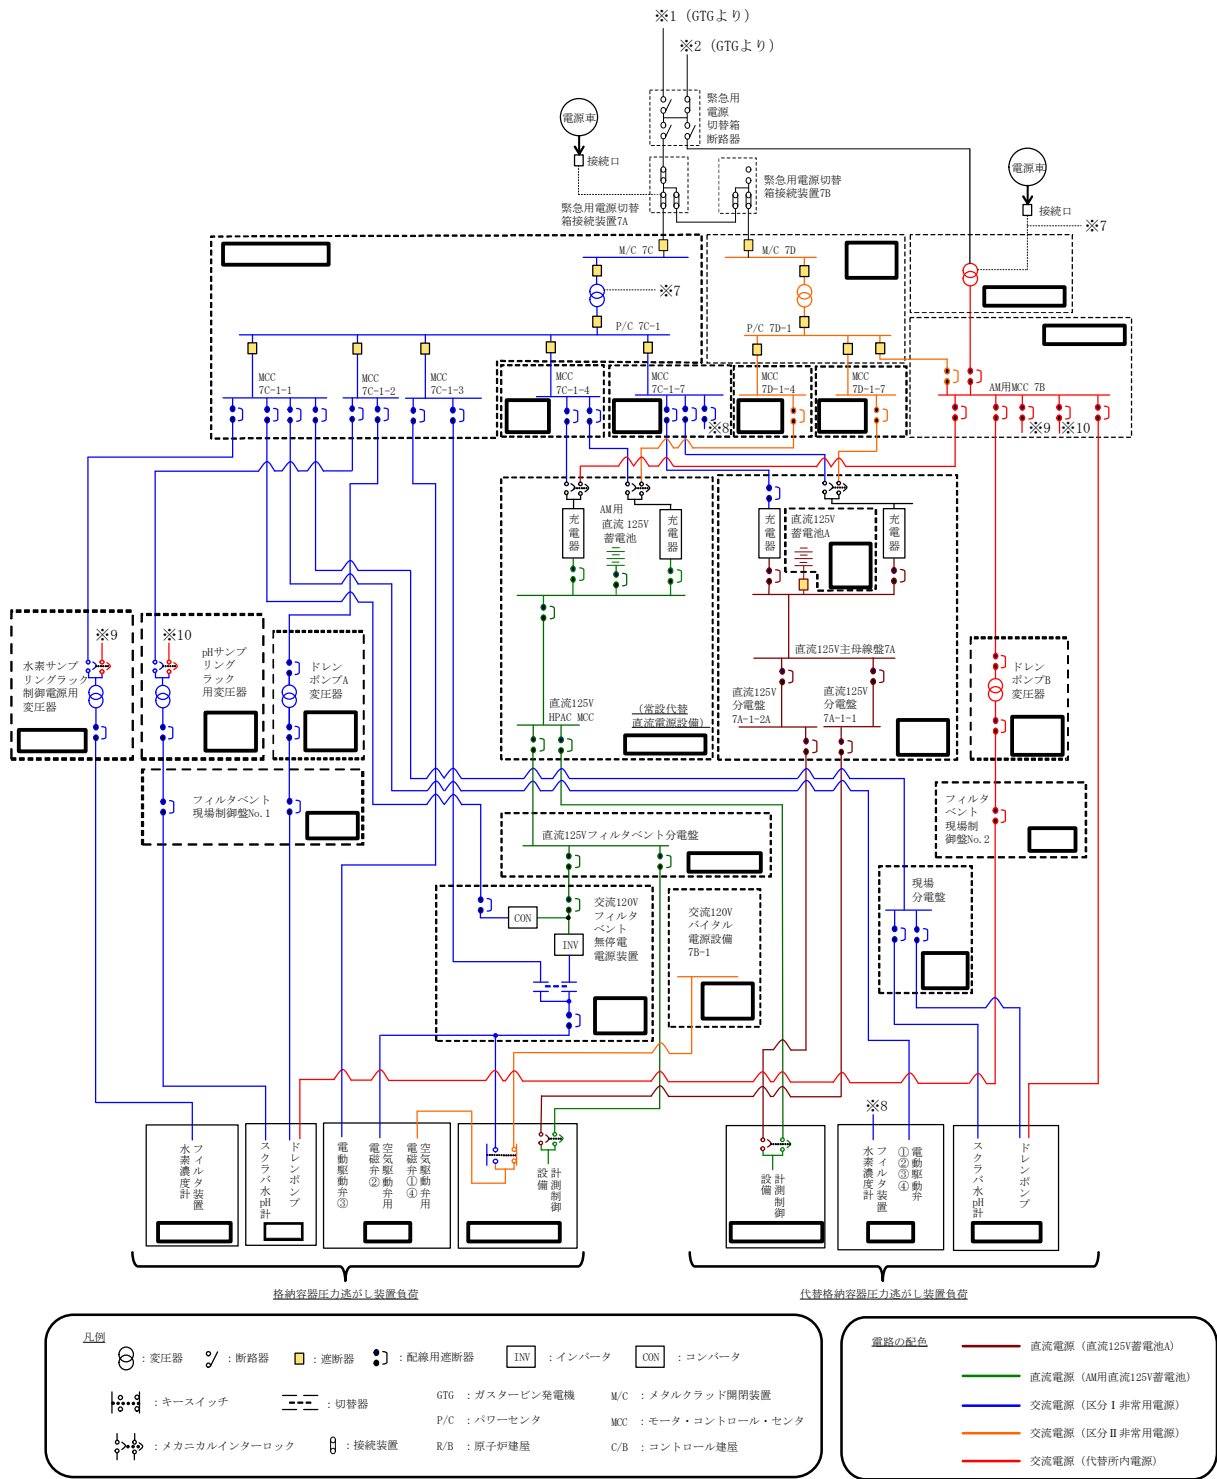 ※1 (GTGより)
※2 (GTGより)
緊急用
電源
切替箱
断路器
電源車
接続口
緊急用電源切替
箱接続装置7A
緊急用電源切替
箱接続装置7B
電源車
接続口
※7
M/C 7C
※7
P/C 7C-1
M/C 7D
P/C 7D-1
MCC
7C-1-1
MCC
7C-1-2
MCC
7C-1-3
MCC
7C-1-4
MCC
7C-1-7
※8
MCC
7D-1-4
MCC
7D-1-7
AM用MCC 7B
※9
※10
充電器
AM用
直流 125V
蓄電池
充電器
充電器
直流125V
蓄電池A
充電器
直流125V
HPAC MCC
(常設代替
直流電源設備)
直流125V主母線盤7A
直流125V
分電盤
7A-1-2A
直流125V
分電盤
7A-1-1
※9
水素サンプ
リングラック
制御電源用
変圧器
※10
pHサンプ
リング
ラック
用変圧器
ドレン
ポンプA
変圧器
ドレン
ポンプB
変圧器
フィルタベント
現場制御盤No.1
フィルタ
ベント
現場制
御盤No.2
直流125Vフィルタベント分電盤
現場
分電盤
CON
INV
交流120V
フィルタ
ベント
無停電
電源装置
交流120V
バイタル
電源設備
7B-1
フィルタ装置
水素濃度計
スクラバ水pH計
ドレンポンプ
電動駆動弁③
空気駆動弁用
電磁弁②
空気駆動弁用
電磁弁①④
計測制御
設備
計測制御
設備
※8
フィルタ装置
水素濃度計
電動駆動弁
①②③④
スクラバ水pH計
ドレンポンプ
格納容器圧力逃がし装置負荷
代替格納容器圧力逃がし装置負荷
凡例
：変圧器
：断路器
：遮断器
：配線用遮断器
INV ：インバータ
CON ：コンバータ
：キースイッチ
：切替器
GTG ：ガスタービン発電機
M/C ：メタルクラッド開閉装置
P/C ：パワーセンタ
MCC ：モータ・コントロール・センタ
：メカニカルインターロック
：接続装置
R/B ：原子炉建屋
C/B ：コントロール建屋
電路の配色
直流電源 (直流125V蓄電池A)
直流電源 (AM用直流125V蓄電池)
交流電源 (区分Ⅰ非常用電源)
交流電源 (区分Ⅱ非常用電源)
交流電源 (代替所内電源)